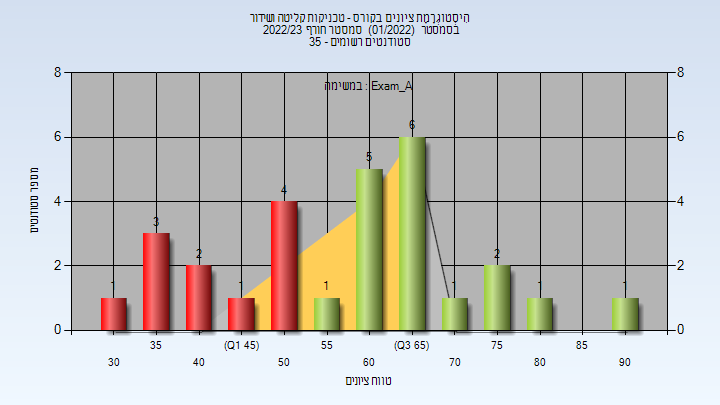 היסטוגרמת ציונים בקורס - טכניקות קליטה ושידור
בסמסטר (01/2022) סמסטר חורף 2022/23
סטודנטים רשומים - 35
במשימה : Exam_A
8 8
6 6
4 4
2 2
0 0
מספר סטודנטים
1 3 2 1 4 1 5 6 1 2 1 1
35 (Q1 45) 55 (Q3 65) 75 85
30 40 50 60 70 80 90
טווח ציונים